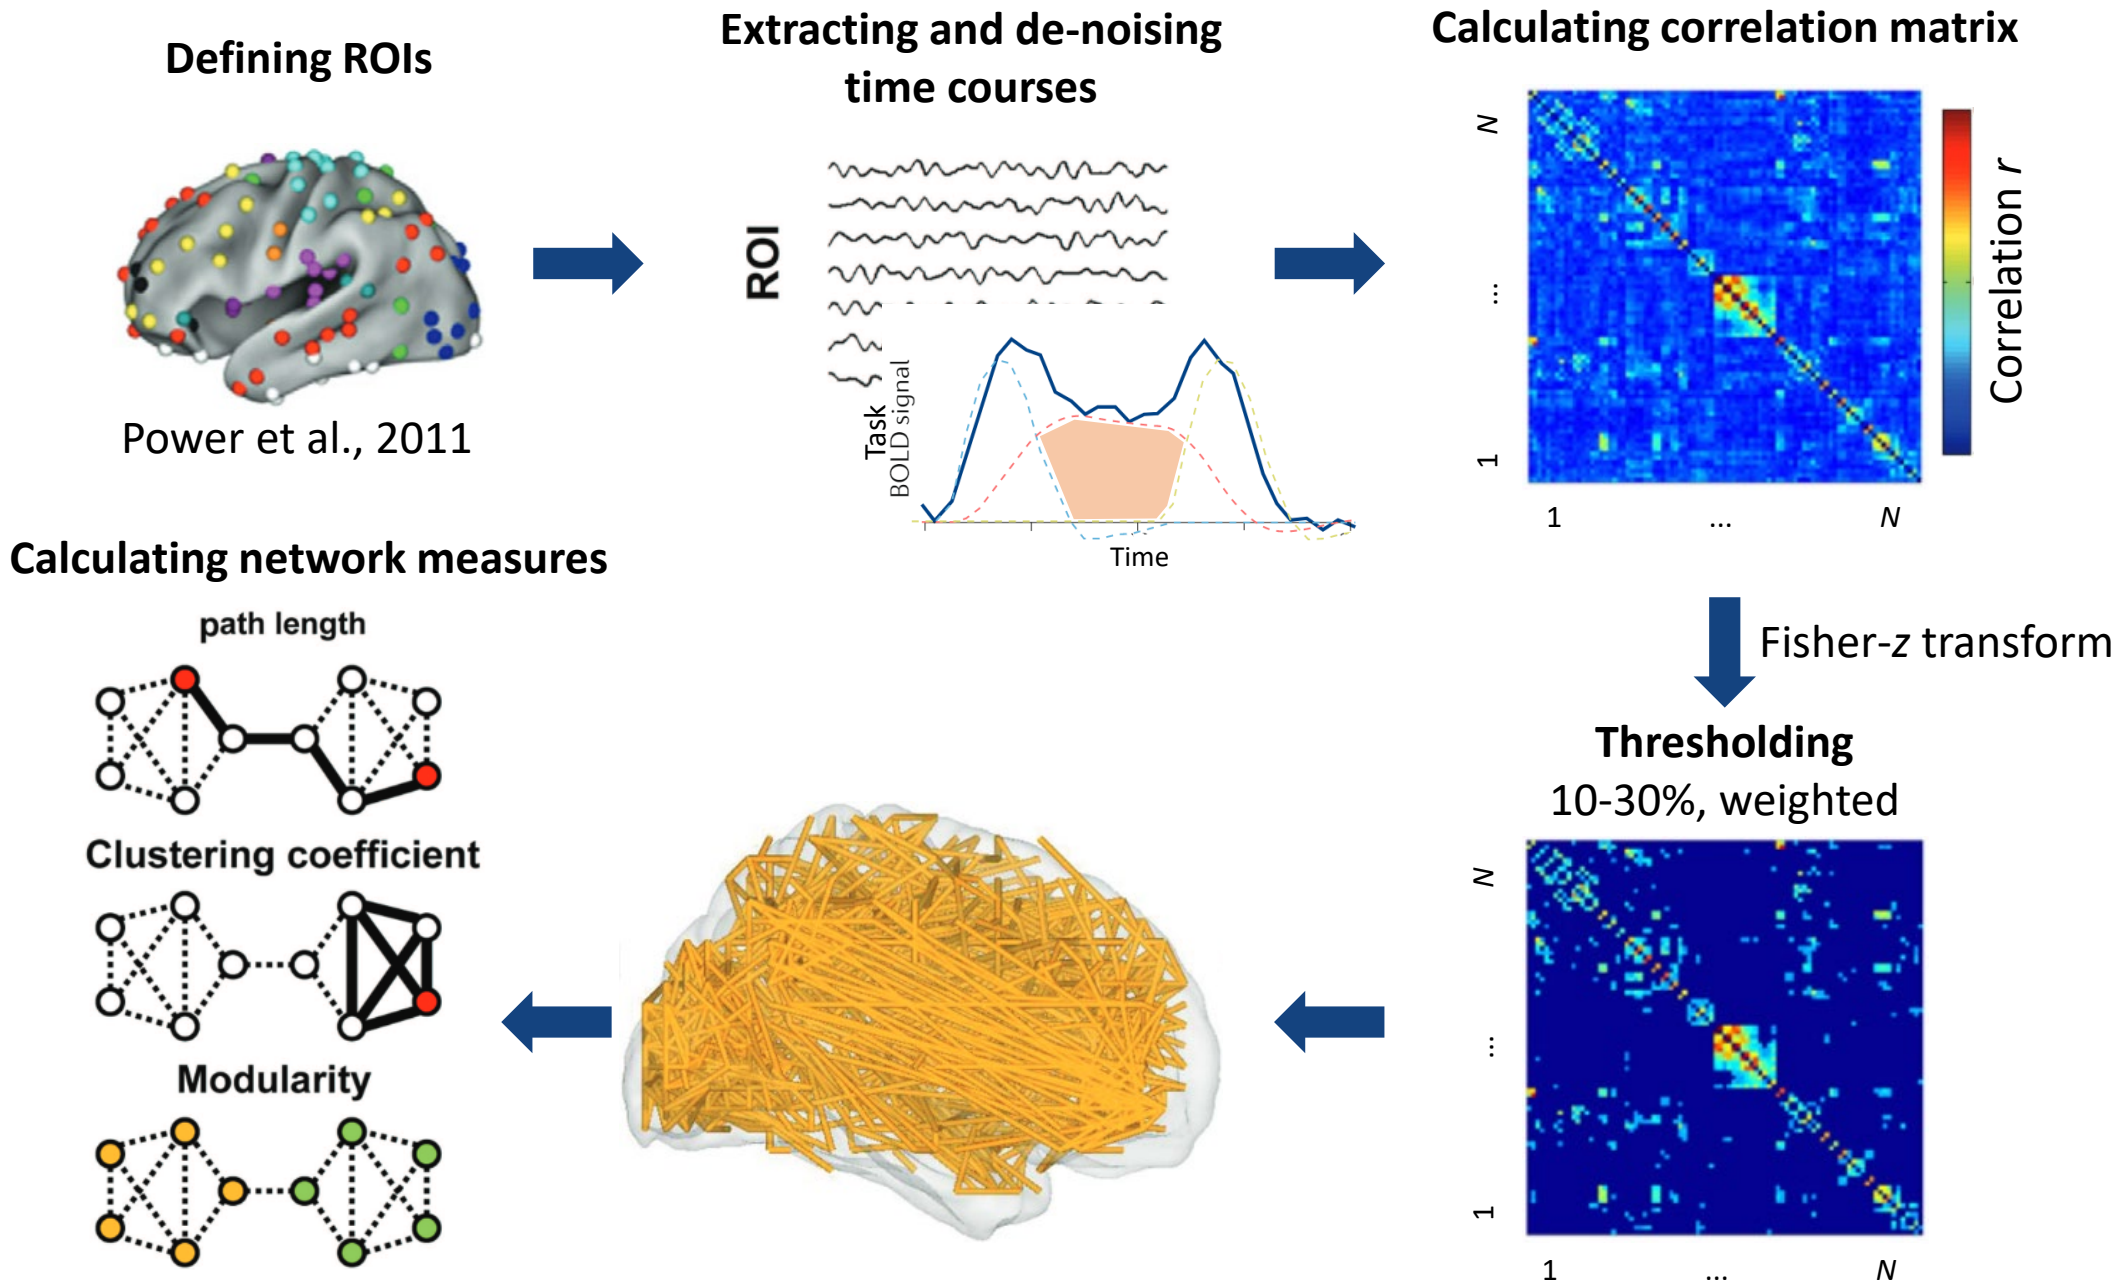 Defining ROIs
Power et al., 2011
Extracting and de-noising
time courses
ROI
Task
BOLD signal
Time
Calculating correlation matrix
N
...
1
1 ... N
Correlation r
Fisher-z transform
Thresholding
10-30%, weighted
N
...
1
1 ... N
Calculating network measures
path length
Clustering coefficient
Modularity